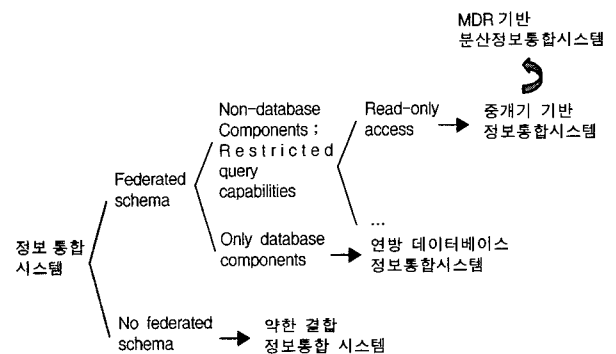 MDR 기반
분산정보통합시스템
Non-database
Components ;
Restricted
query
capabilities
Read-only
access
중개기 기반
정보통합시스템
Federated
schema
...
정보 통합
시스템
Only database
components
연방 데이터베이스
정보통합시스템
No federated
schema
약한 결합
정보통합 시스템